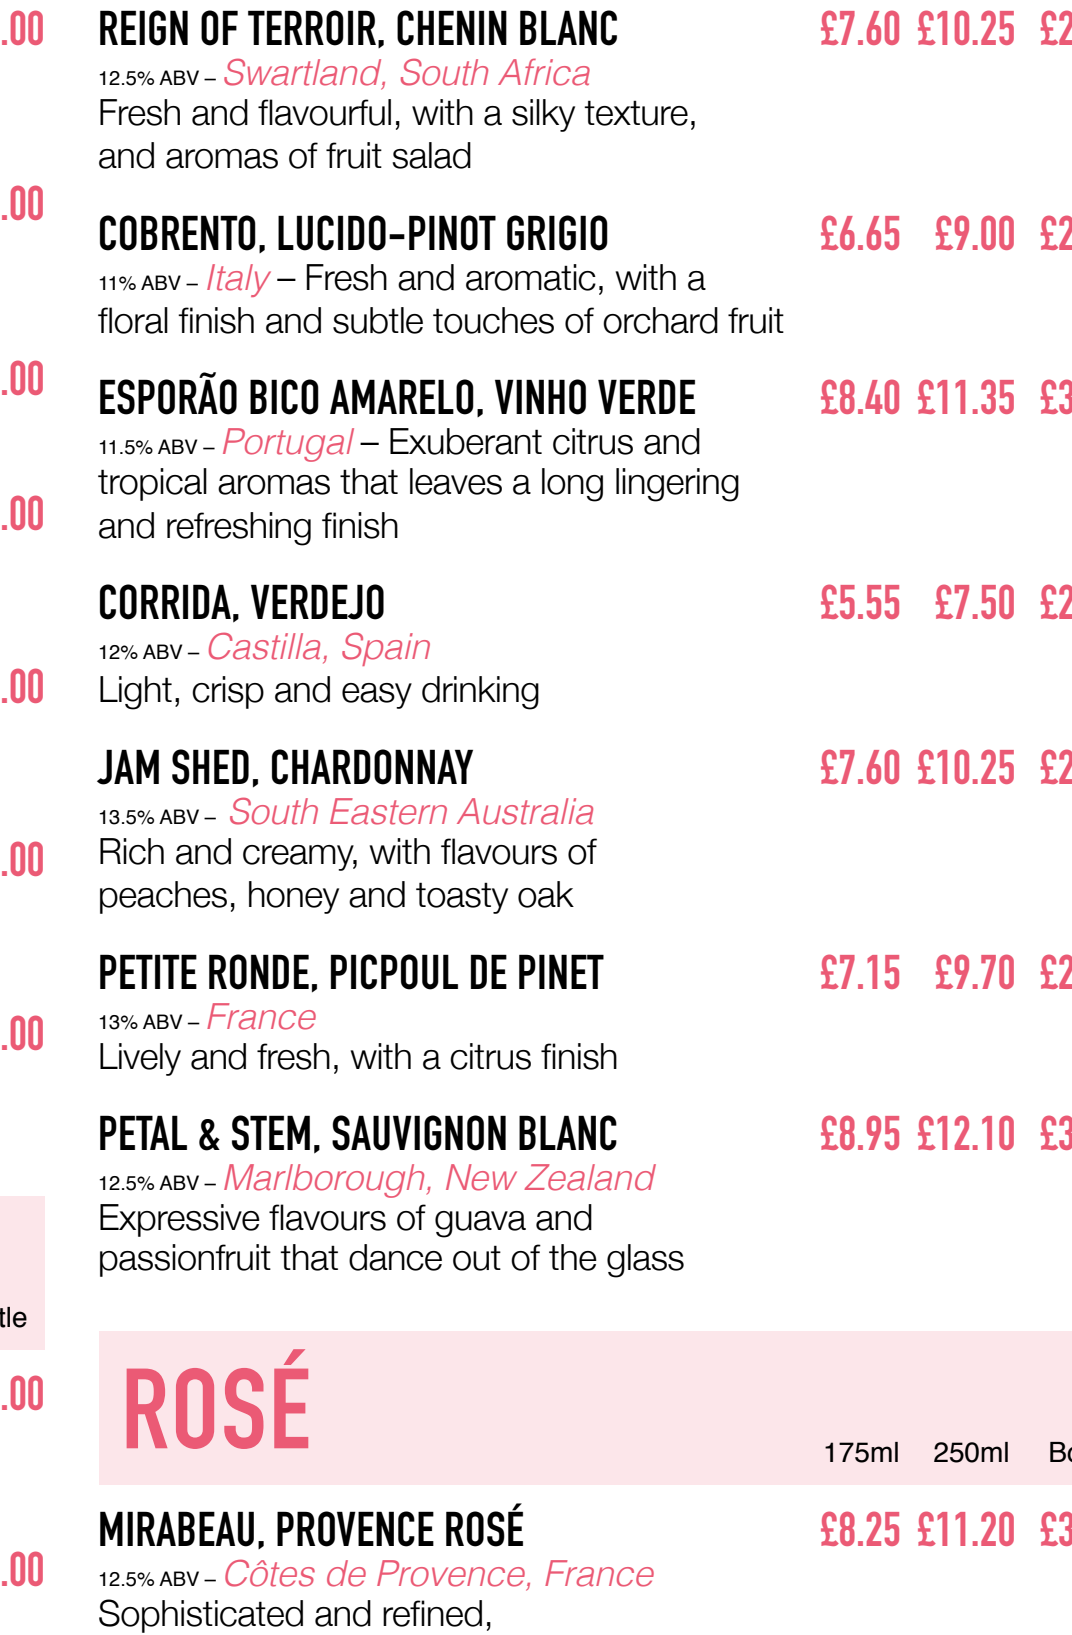 .00
.00
.00
.00
.00
.00
.00
tle
.00
.00
REIGN OF TERROIR, CHENIN BLANC £7.60 £10.25 £2
12.5% ABV – Swartland, South Africa
Fresh and flavourful, with a silky texture,
and aromas of fruit salad
COBRENTO, LUCIDO-PINOT GRIGIO £6.65 £9.00 £2
11% ABV – Italy – Fresh and aromatic, with a
floral finish and subtle touches of orchard fruit
ESPORÃO BICO AMARELO, VINHO VERDE £8.40 £11.35 £3
11.5% ABV – Portugal – Exuberant citrus and
tropical aromas that leaves a long lingering
and refreshing finish
CORRIDA, VERDEJO £5.55 £7.50 £2
12% ABV – Castilla, Spain
Light, crisp and easy drinking
JAM SHED, CHARDONNAY £7.60 £10.25 £2
13.5% ABV – South Eastern Australia
Rich and creamy, with flavours of
peaches, honey and toasty oak
PETITE RONDE, PICPOUL DE PINET £7.15 £9.70 £2
13% ABV – France
Lively and fresh, with a citrus finish
PETAL & STEM, SAUVIGNON BLANC £8.95 £12.10 £3
12.5% ABV – Marlborough, New Zealand
Expressive flavours of guava and
passionfruit that dance out of the glass
ROSÉ
175ml 250ml Bo
MIRABEAU, PROVENCE ROSÉ £8.25 £11.20 £3
12.5% ABV – Côtes de Provence, France
Sophisticated and refined,